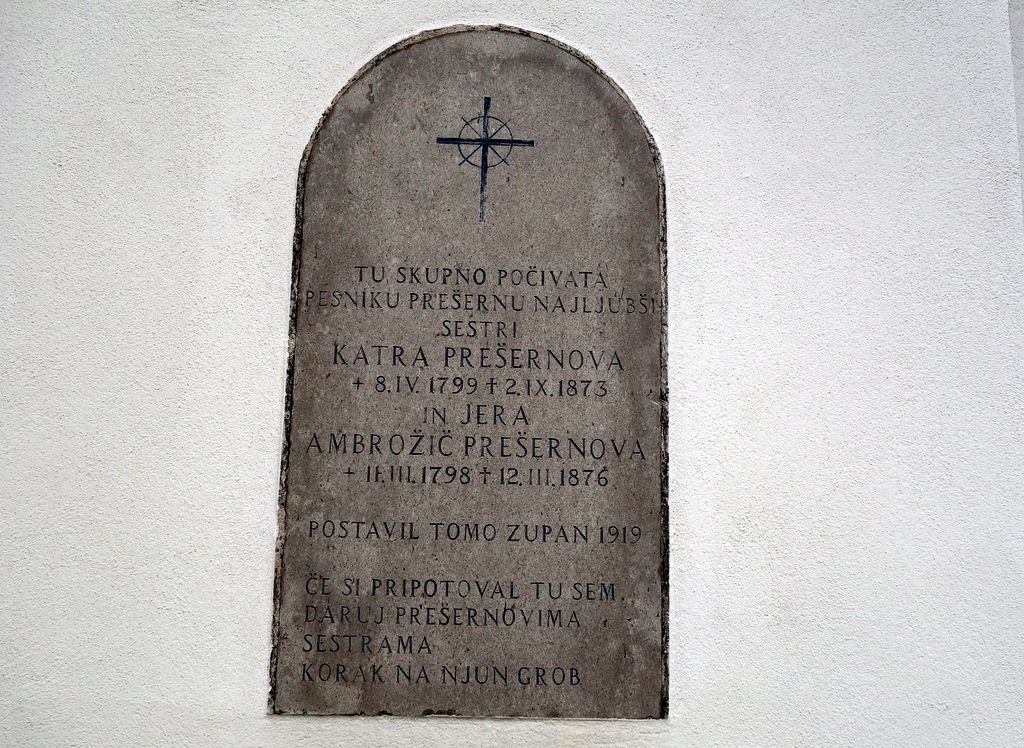 TU SKUPNO POČIVATA
PESNIKU PREŠERNU NAJLJUBŠI
SESTRI
KATRA PREŠERNOVA
+ 8.IV.1799 † 2.IX.1873
IN JERA
AMBROŽIČ PREŠERNOVA
+ 11.III.1798 † 12.III.1876
POSTAVIL TOMO ZUPAN 1919
ČE SI PRIPOTOVAL TU SEM,
DARUJ PREŠERNOVIMA
SESTRAMA
KORAK NA NJUN GROB